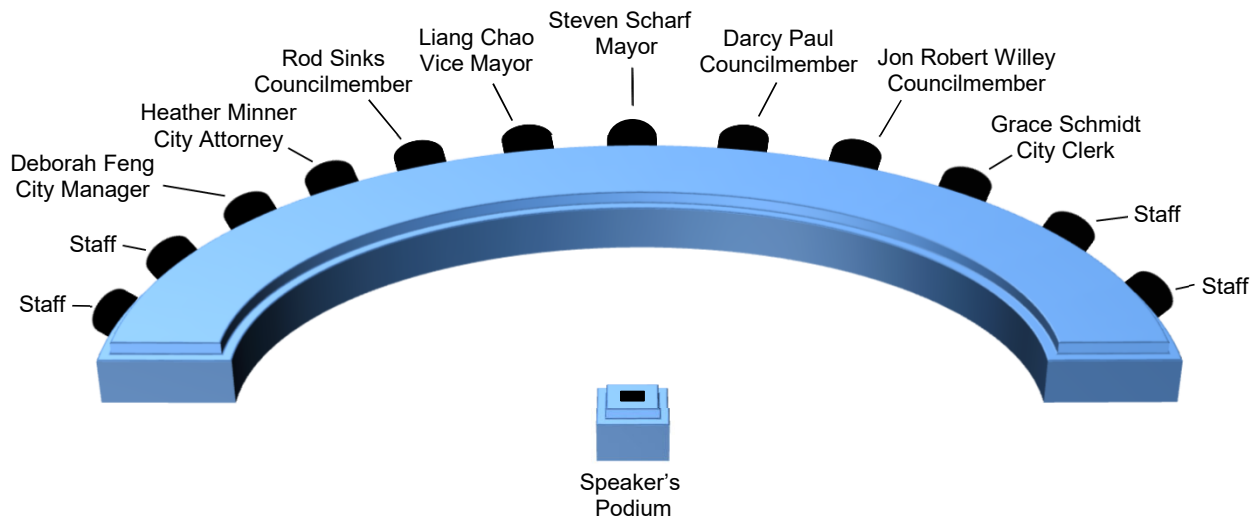 Steven Scharf
Mayor
Liang Chao
Vice Mayor
Darcy Paul
Councilmember
Rod Sinks
Councilmember
Jon Robert Willey
Councilmember
Heather Minner
City Attorney
Grace Schmidt
City Clerk
Deborah Feng
City Manager
Staff
Staff
Staff
Staff
Speaker’s
Podium